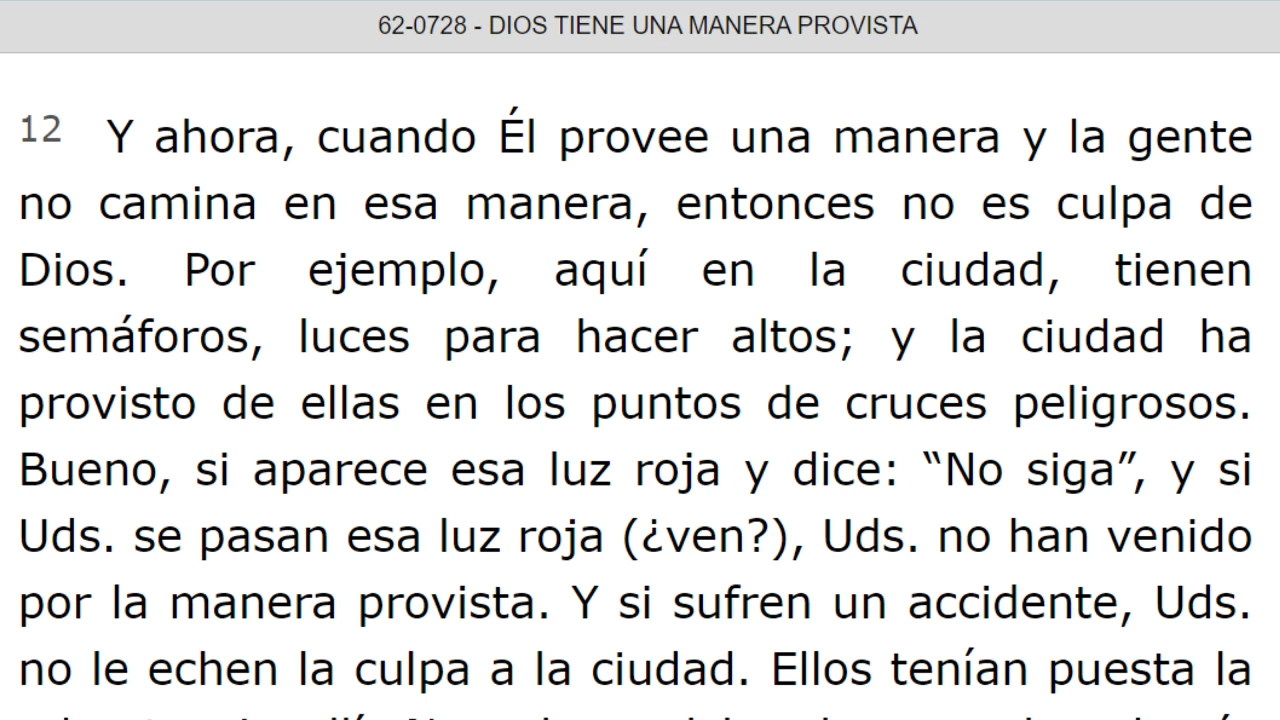 62-0728 - DIOS TIENE UNA MANERA PROVISTA
12 Y ahora, cuando Él provee una manera y la gente
no camina en esa manera, entonces no es culpa de
Dios. Por ejemplo, aquí en la ciudad, tienen
semáforos, luces para hacer altos; y la ciudad ha
provisto de ellas en los puntos de cruces peligrosos.
Bueno, si aparece esa luz roja y dice: “No siga”, y si
Uds. se pasan esa luz roja (¿ven?), Uds. no han venido
por la manera provista. Y si sufren un accidente, Uds.
no le echen la culpa a la ciudad. Ellos tenían puesta la